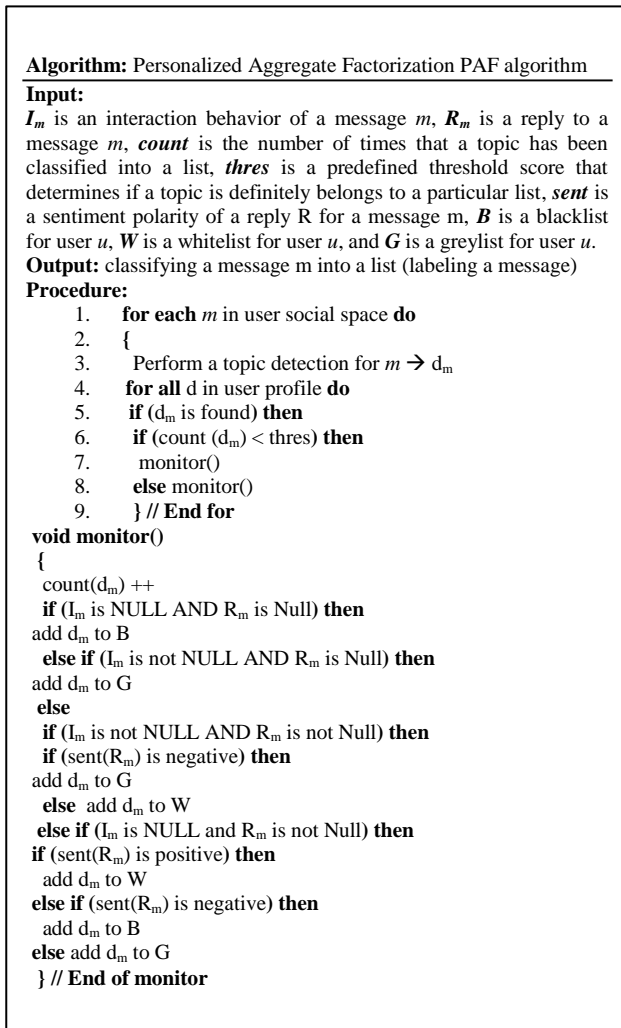 Algorithm: Personalized Aggregate Factorization PAF algorithm
Input:
Im is an interaction behavior of a message m, Rm is a reply to a
message m, count is the number of times that a topic has been
classified into a list, thres is a predefined threshold score that
determines if a topic is definitely belongs to a particular list, sent is
a sentiment polarity of a reply R for a message m, B is a blacklist
for user u, W is a whitelist for user u, and G is a greylist for user u.
Output: classifying a message m into a list (labeling a message)
Procedure:
1. for each m in user social space do
2. {
3. Perform a topic detection for m → dm
4. for all d in user profile do
5. if (dm is found) then
6. if (count (dm) < thres) then
7. monitor()
8. else monitor()
9. } // End for
void monitor()
{
count(dm) ++
if (Im is NULL AND Rm is Null) then
add dm to B
else if (Im is not NULL AND Rm is Null) then
add dm to G
else
if (Im is not NULL AND Rm is not Null) then
if (sent(Rm) is negative) then
add dm to G
else add dm to W
else if (Im is NULL and Rm is not Null) then
if (sent(Rm) is positive) then
add dm to W
else if (sent(Rm) is negative) then
add dm to B
else add dm to G
} // End of monitor